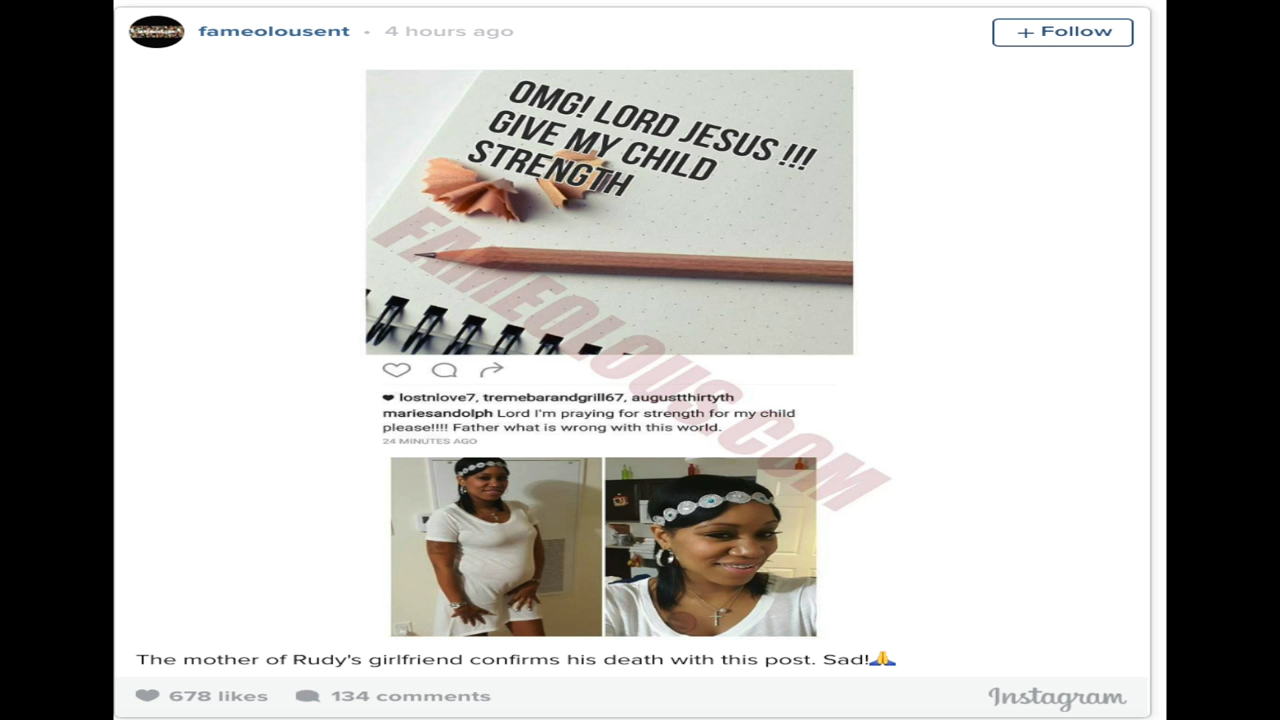 fameolousent • 4 hours ago
+ Follow
OMG! LORD JESUS !!!
GIVE MY CHILD
STRENGTH
FAMEOLOUS.COM
lostnlove7, tremebarandgrill67, augustthirtyth
mariesandolph Lord I'm praying for strength for my child
please!!!! Father what is wrong with this world.
24 MINUTES AGO
The mother of Rudy's girlfriend confirms his death with this post. Sad!🙏
678 likes 134 comments
Instagram